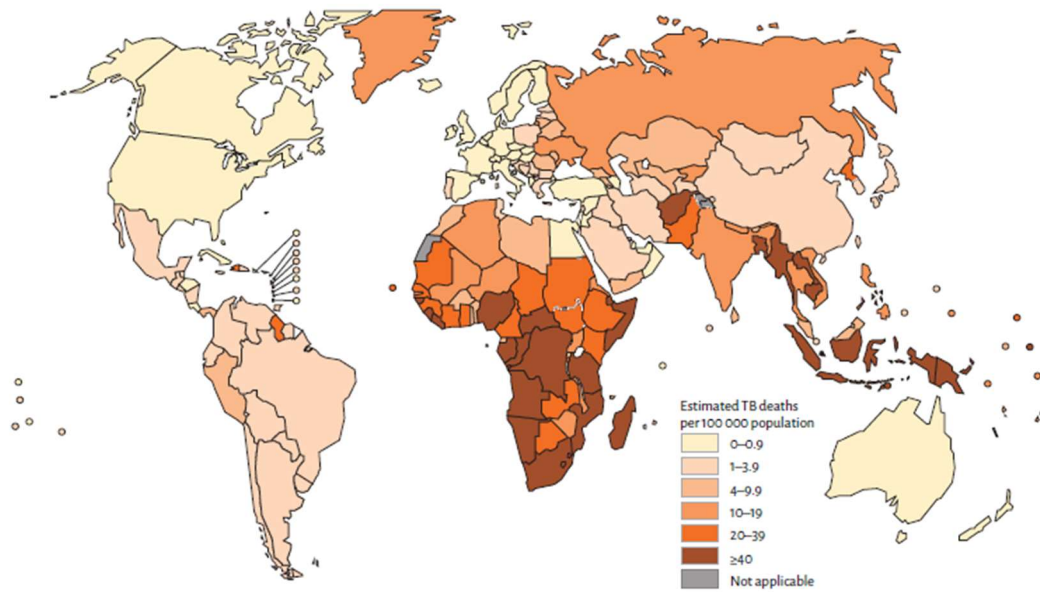 Estimated TB deaths
per 100 000 population
0–0.9
1–3.9
4–9.9
10–19
20–39
≥40
Not applicable